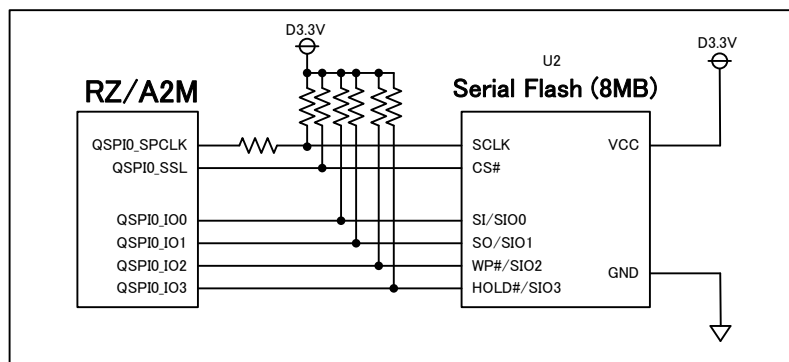 D3.3V
U2
D3.3V
RZ/A2M
Serial Flash (8MB)
QSPI0_SPCLK
SCLK
VCC
QSPI0_SSL
CS#
QSPI0_IO0
SI/SIO0
QSPI0_IO1
SO/SIO1
QSPI0_IO2
WP#/SIO2
GND
QSPI0_IO3
HOLD#/SIO3